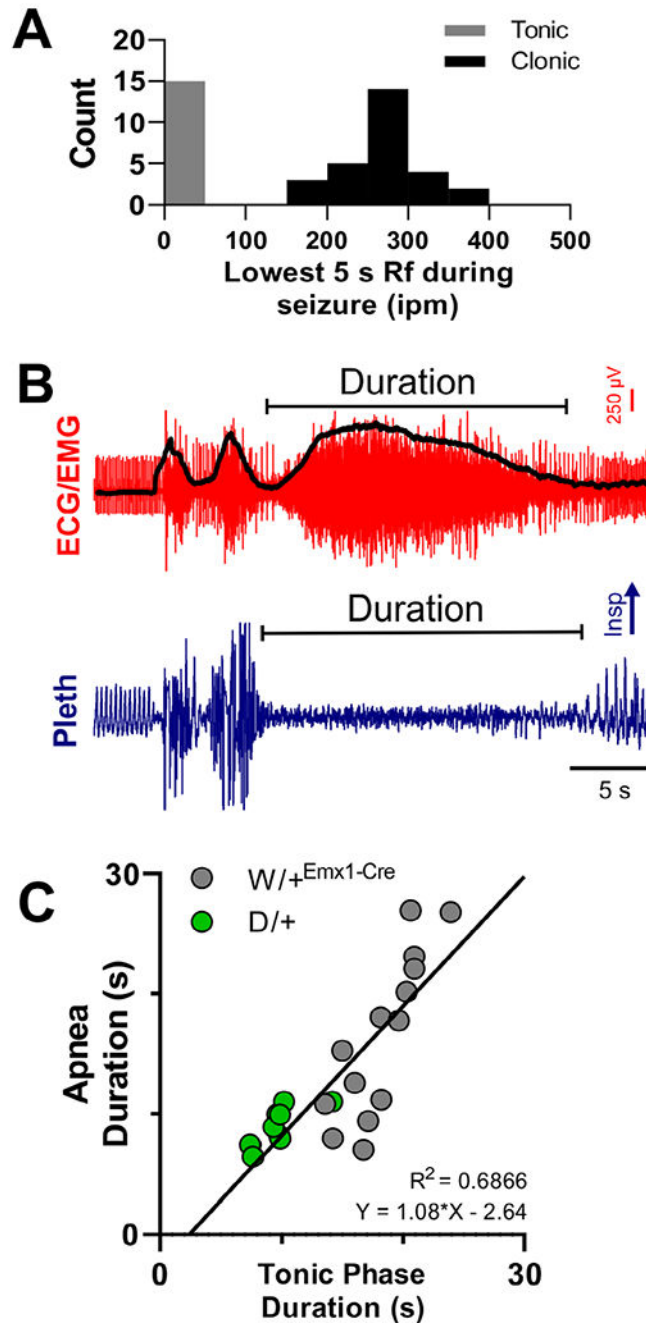 A
20
15
10
5
0
Count
Tonic
Clonic
0 100 200 300 400 500
Lowest 5 s Rf during
seizure (ipm)
B
Duration
250 µV
ECG/EMG
Duration
Insp
Pleth
5 s
C
30
0
Apnea
Duration (s)
W/+Emx1-Cre
D/+
R2 = 0.6866
Y = 1.08*X - 2.64
0 30
Tonic Phase
Duration (s)